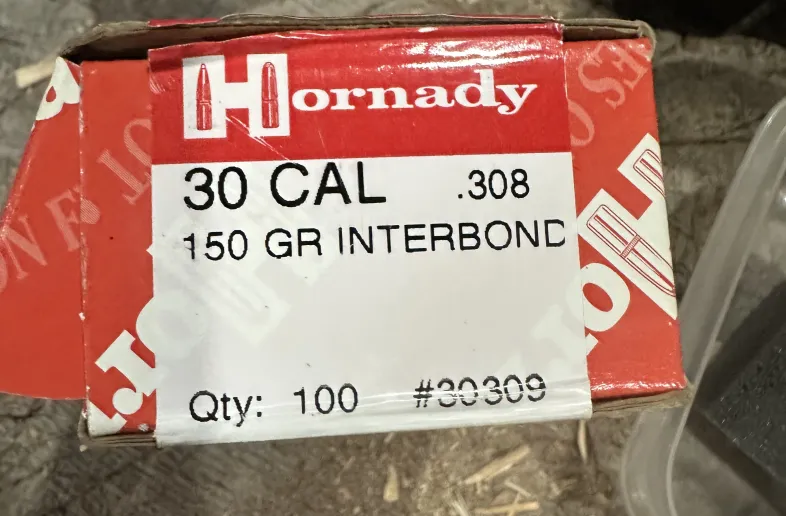 Hornady
30 CAL .308
150 GR INTERBOND
Qty: 100 #30309